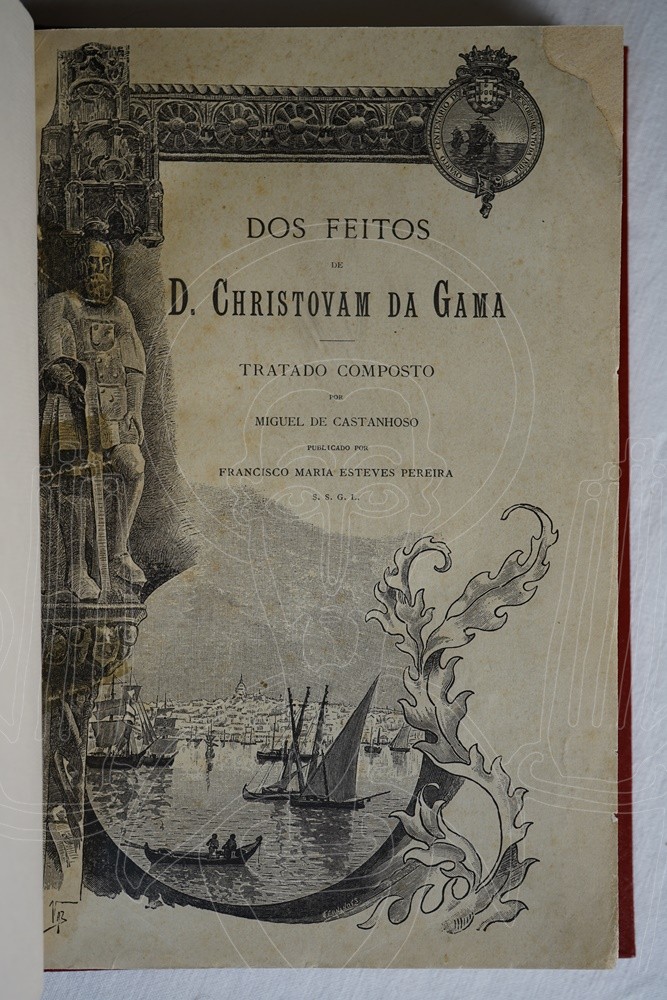 DOS FEITOS
DE
D. CHRISTOVAM DA GAMA
TRATADO COMPOSTO
POR
MIGUEL DE CASTANHOSO
PUBLICADO POR
FRANCISCO MARIA ESTEVES PEREIRA
S. S. G. L.